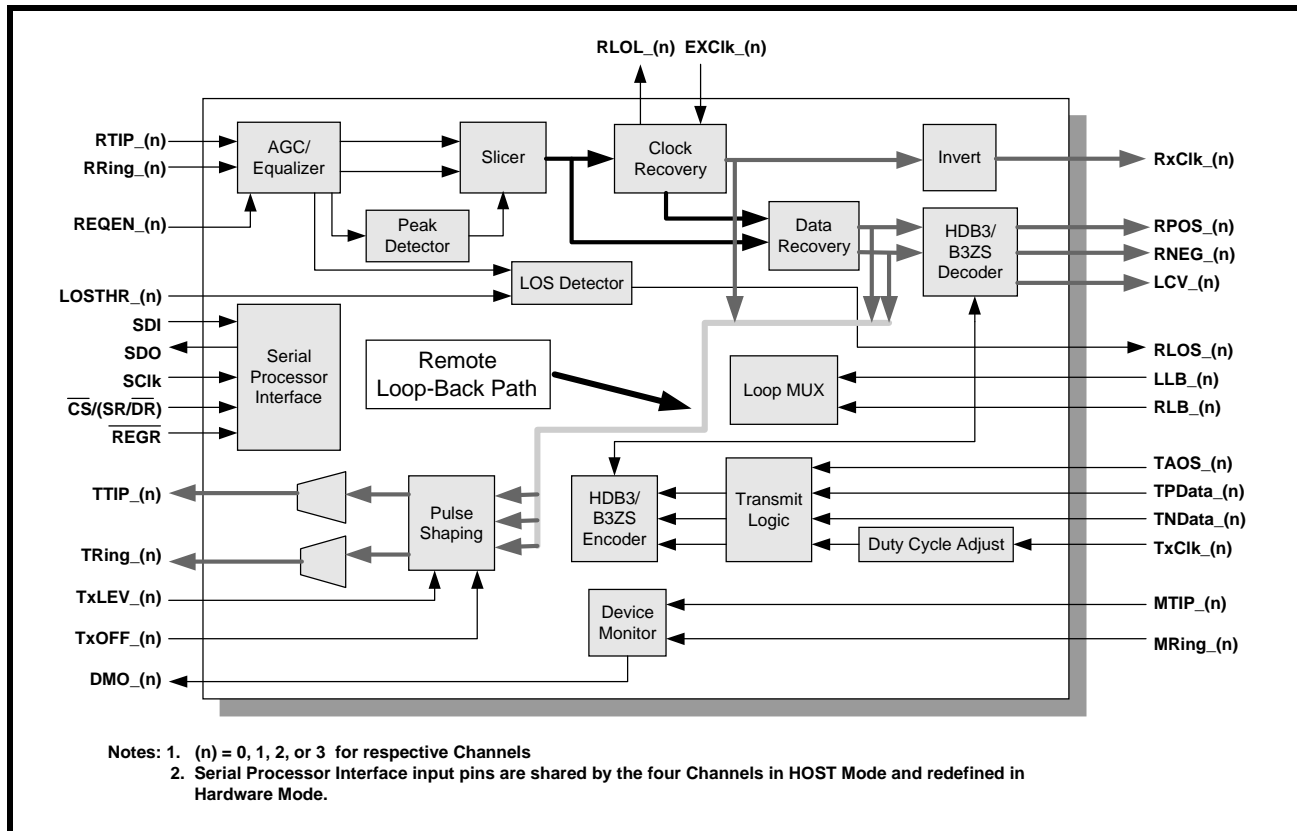 RLOL_(n) EXClk_(n)
RTIP_(n)
RRing_(n)
REQEN_(n)
LOSTHR_(n)
SDI
SDO
SClk
CS/(SR/DR)
REGR
TTIP_(n)
TRing_(n)
TxLEV_(n)
TxOFF_(n)
DMO_(n)
AGC/
Equalizer
Slicer
Clock
Recovery
Invert
Peak
Detector
Data
Recovery
HDB3/
B3ZS
Decoder
LOS Detector
Serial
Processor
Interface
Remote
Loop-Back Path
Loop MUX
Pulse
Shaping
HDB3/
B3ZS
Encoder
Transmit
Logic
Duty Cycle Adjust
Device
Monitor
RxClk_(n)
RPOS_(n)
RNEG_(n)
LCV_(n)
RLOS_(n)
LLB_(n)
RLB_(n)
TAOS_(n)
TPData_(n)
TNData_(n)
TxClk_(n)
MTIP_(n)
MRing_(n)
Notes: 1. (n) = 0, 1, 2, or 3 for respective Channels
2. Serial Processor Interface input pins are shared by the four Channels in HOST Mode and redefined in
Hardware Mode.